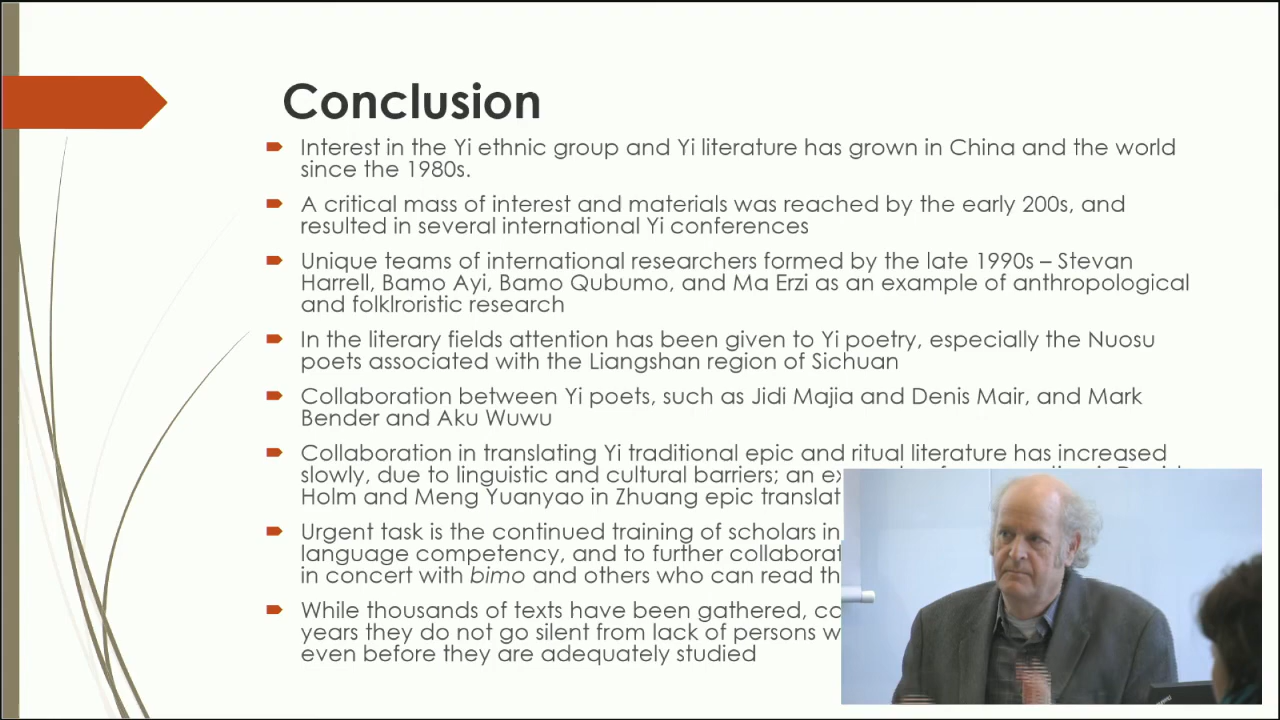 Conclusion
Interest in the Yi ethnic group and Yi literature has grown in China and the world
since the 1980s.
A critical mass of interest and materials was reached by the early 200s, and
resulted in several international Yi conferences
Unique teams of international researchers formed by the late 1990s – Stevan
Harrell, Bamo Ayi, Bamo Qubumo, and Ma Erzi as an example of anthropological
and folklroristic research
In the literary fields attention has been given to Yi poetry, especially the Nuosu
poets associated with the Liangshan region of Sichuan
Collaboration between Yi poets, such as Jidi Majia and Denis Mair, and Mark
Bender and Aku Wuwu
Collaboration in translating Yi traditional epic and ritual literature has increased
slowly, due to linguistic and cultural barriers; an
Holm and Meng Yuanyao in Zhuang epic
Urgent task is the continued training of scholars in
language competency, and to further
in concert with bimo and others who can read
While thousands of texts have been gathered,
years they do not go silent from lack of persons
even before they are adequately studied